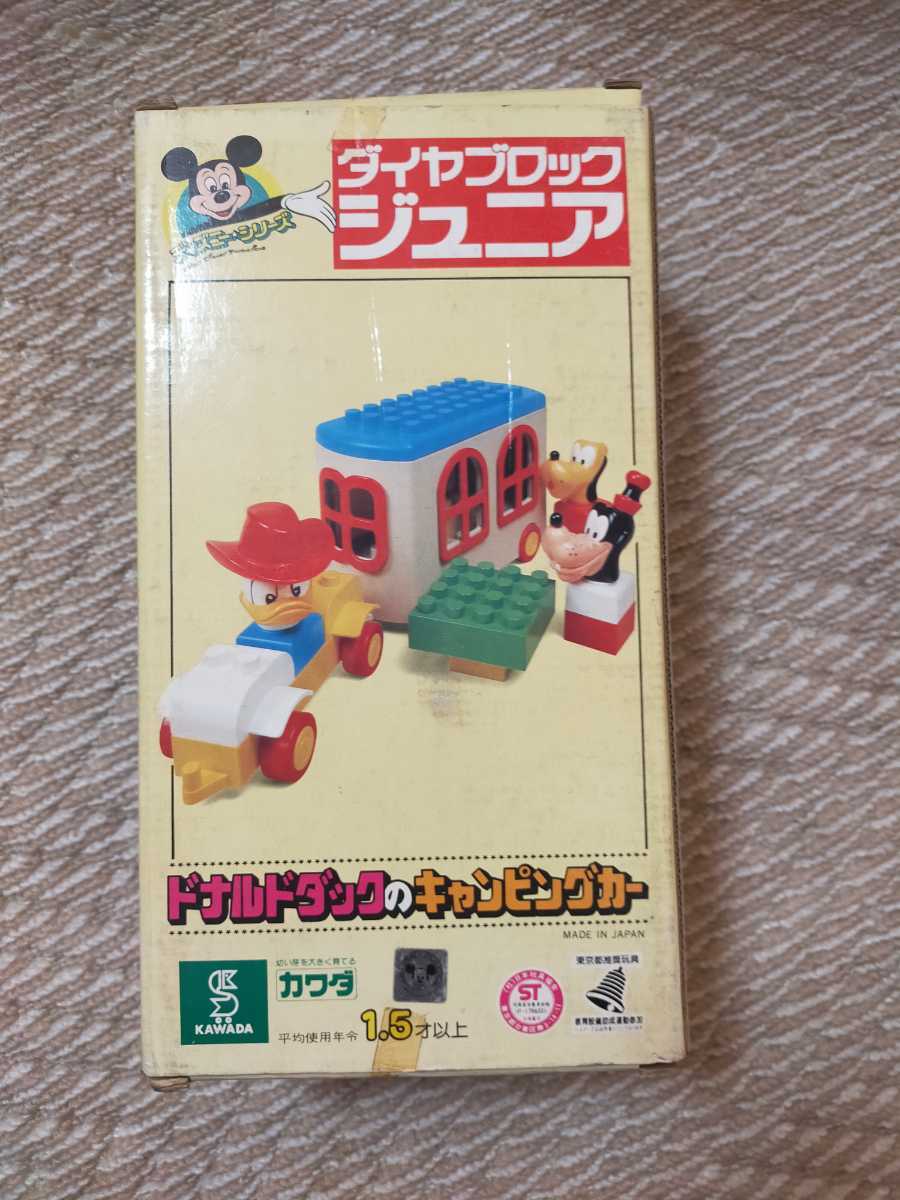 ダイヤブロック
ジュニア
ディズニー・シリーズ
ドナルドダックのキャンピングカー
MADE IN JAPAN
KAWADA
幼い芽を大きく育てる
カワダ
平均使用年令 1.5才以上
ST
東京都推奨玩具